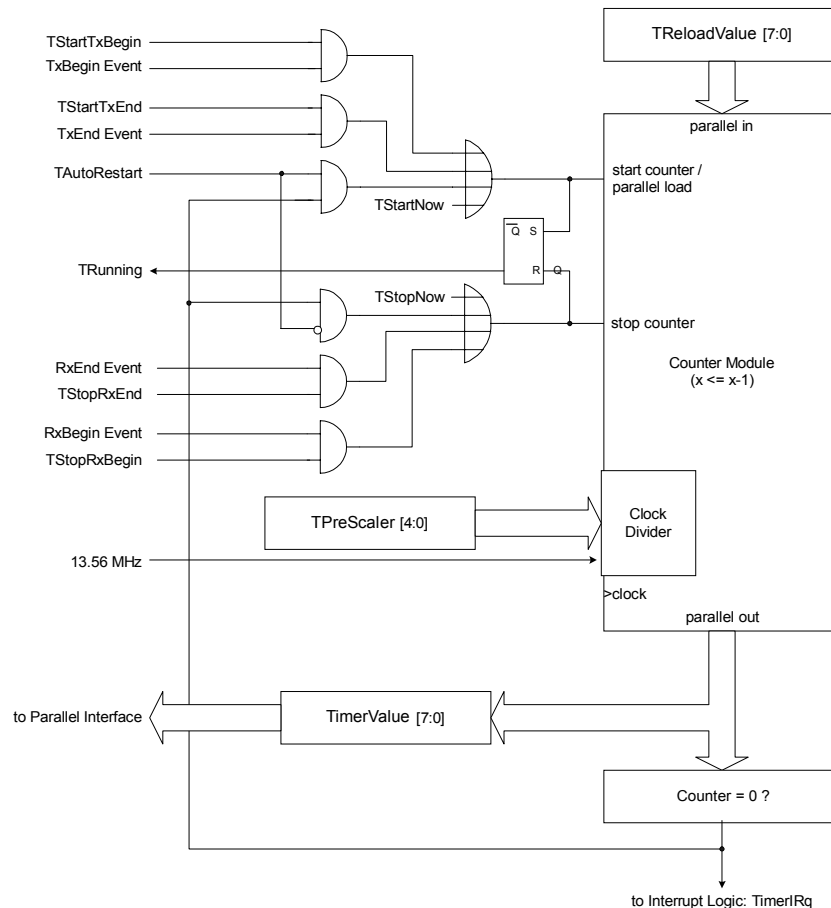 TStartTxBegin
TxBegin Event
TReloadValue [7:0]
TStartTxEnd
TxEnd Event
parallel in
TAutoRestart
start counter /
parallel load
TStartNow
Q S
R Q
TRunning
TStopNow
stop counter
RxEnd Event
TStopRxEnd
Counter Module
(x <= x-1)
RxBegin Event
TStopRxBegin
TPreScaler [4:0]
Clock
Divider
13.56 MHz
>clock
parallel out
to Parallel Interface
TimerValue [7:0]
Counter = 0 ?
to Interrupt Logic: TimerIRq